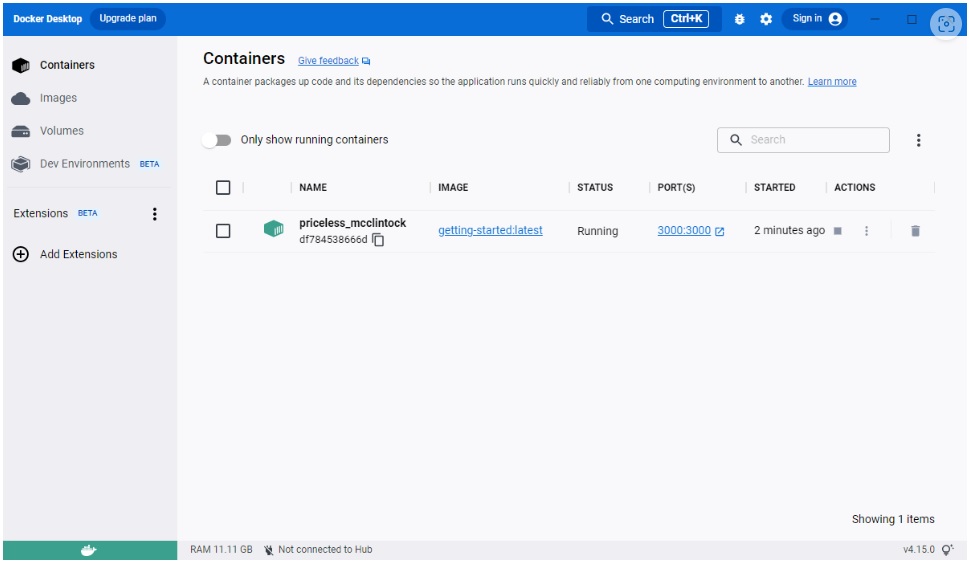 Docker Desktop Upgrade plan Search Ctrl+K Sign in
Containers
Images
Volumes
Dev Environments BETA
Extensions BETA
Add Extensions
Containers Give feedback
A container packages up code and its dependencies so the application runs quickly and reliably from one computing environment to another. Learn more
Only show running containers Search
NAME IMAGE STATUS PORT(S) STARTED ACTIONS
priceless_mcclintock
df784538666d getting-started:latest Running 3000:3000 2 minutes ago
Showing 1 items
RAM 11.11 GB Not connected to Hub v4.15.0